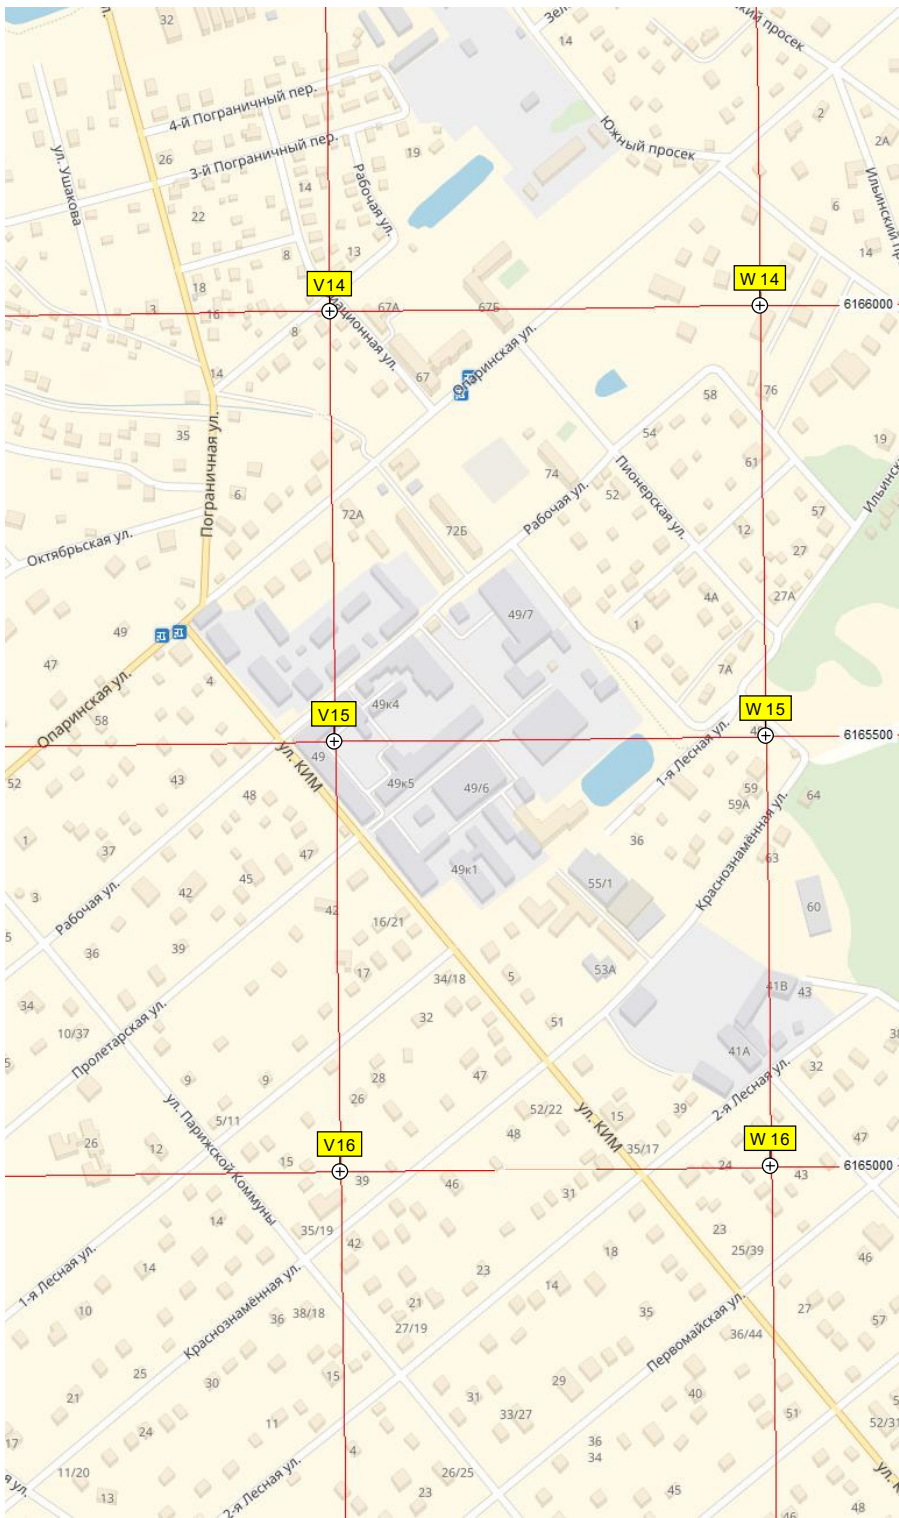 32
14
4-й Пограничный пер.
Южный просек
2
2А
3-й Пограничный пер.
19
26
ул. Ушакова
14
Рабочая ул.
22
6
8
13
14
V 14
W 14
18
3
16
67А
67Б
6166000
8
Опаринская ул.
14
67
76
58
35
54
19
Пограничная ул.
74
61
6
Пионерская ул.
52
72А
72Б
Рабочая ул.
57
12
Октябрьская ул.
27
4А
27А
49/7
49
1
47
7А
4
Опаринская ул.
49к4
V 15
W 15
58
6165500
ул. КИМ
49
1-я Лесная ул.
52
43
49к5
49/6
59
48
59А
64
1
36
37
47
63
49к1
Краснознамённая ул.
45
55/1
42
3
Рабочая ул.
42
60
16/21
39
36
17
53А
34/18
5
41В
43
34
32
51
10/37
Пролетарская ул.
41А
32
9
9
28
47
2-я Лесная ул.
26
52/22
15
39
ул. Парижской Коммуны
5/11
ул. КИМ
48
47
26
12
V 16
W 16
35/17
15
24
6165000
39
46
31
43
14
35/19
23
42
18
25/39
46
1-я Лесная ул.
14
23
14
Краснознамённая ул.
10
36
38/18
21
35
27
57
27/19
Первомайская ул.
36/44
25
15
30
29
21
31
40
33/27
51
24
11
52/31
17
36
4
34
11/20
26/25
2-я Лесная ул.
23
45
13
48
46